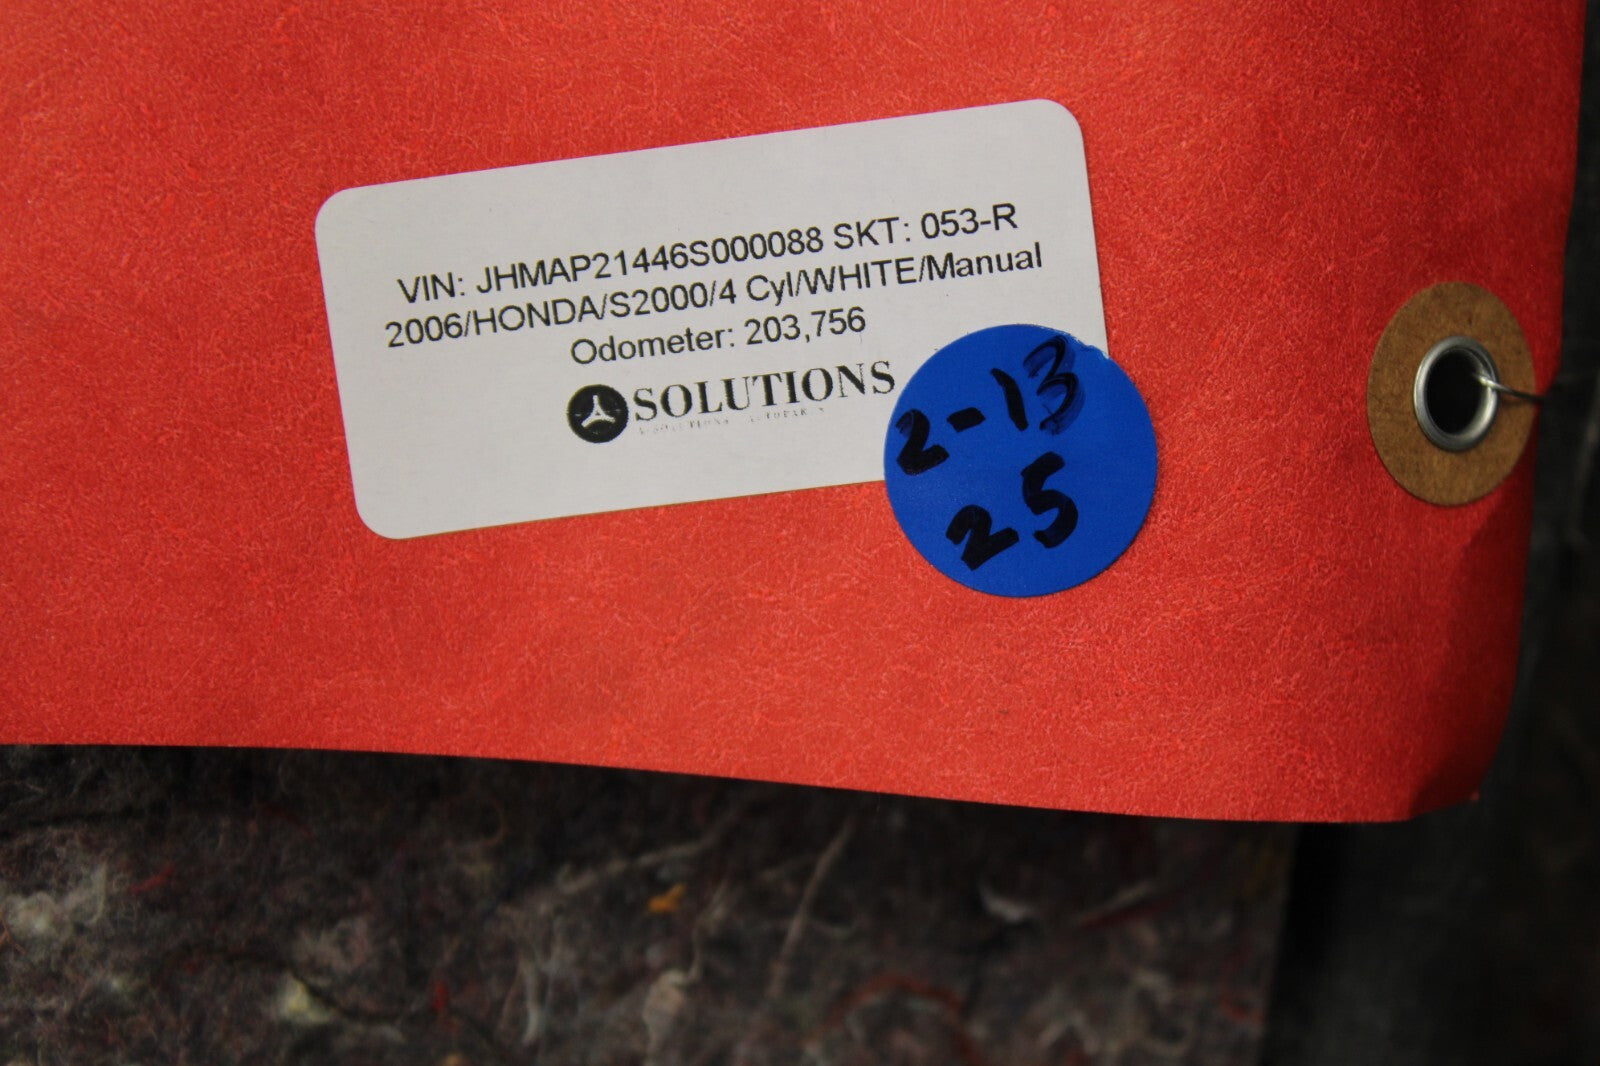 VIN: JHMAP21446S000088 SKT: 053-R
2006/HONDA/S2000/4 Cyl/WHITE/Manual
Odometer: 203,756
SOLUTIONS
2-13
25